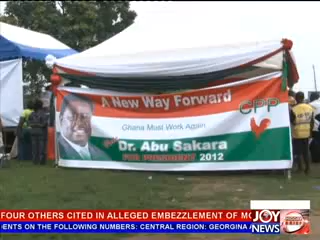 A New Way Forward
Ghana Must Work Again
CPP
Vote Dr. Abu Sakara
FOR PRESIDENT 2012
FOUR OTHERS CITED IN ALLEGED EMBEZZLEMENT OF MO
ENTS ON THE FOLLOWING NUMBERS: CENTRAL REGION: GEORGINA A
JOY
NEWS